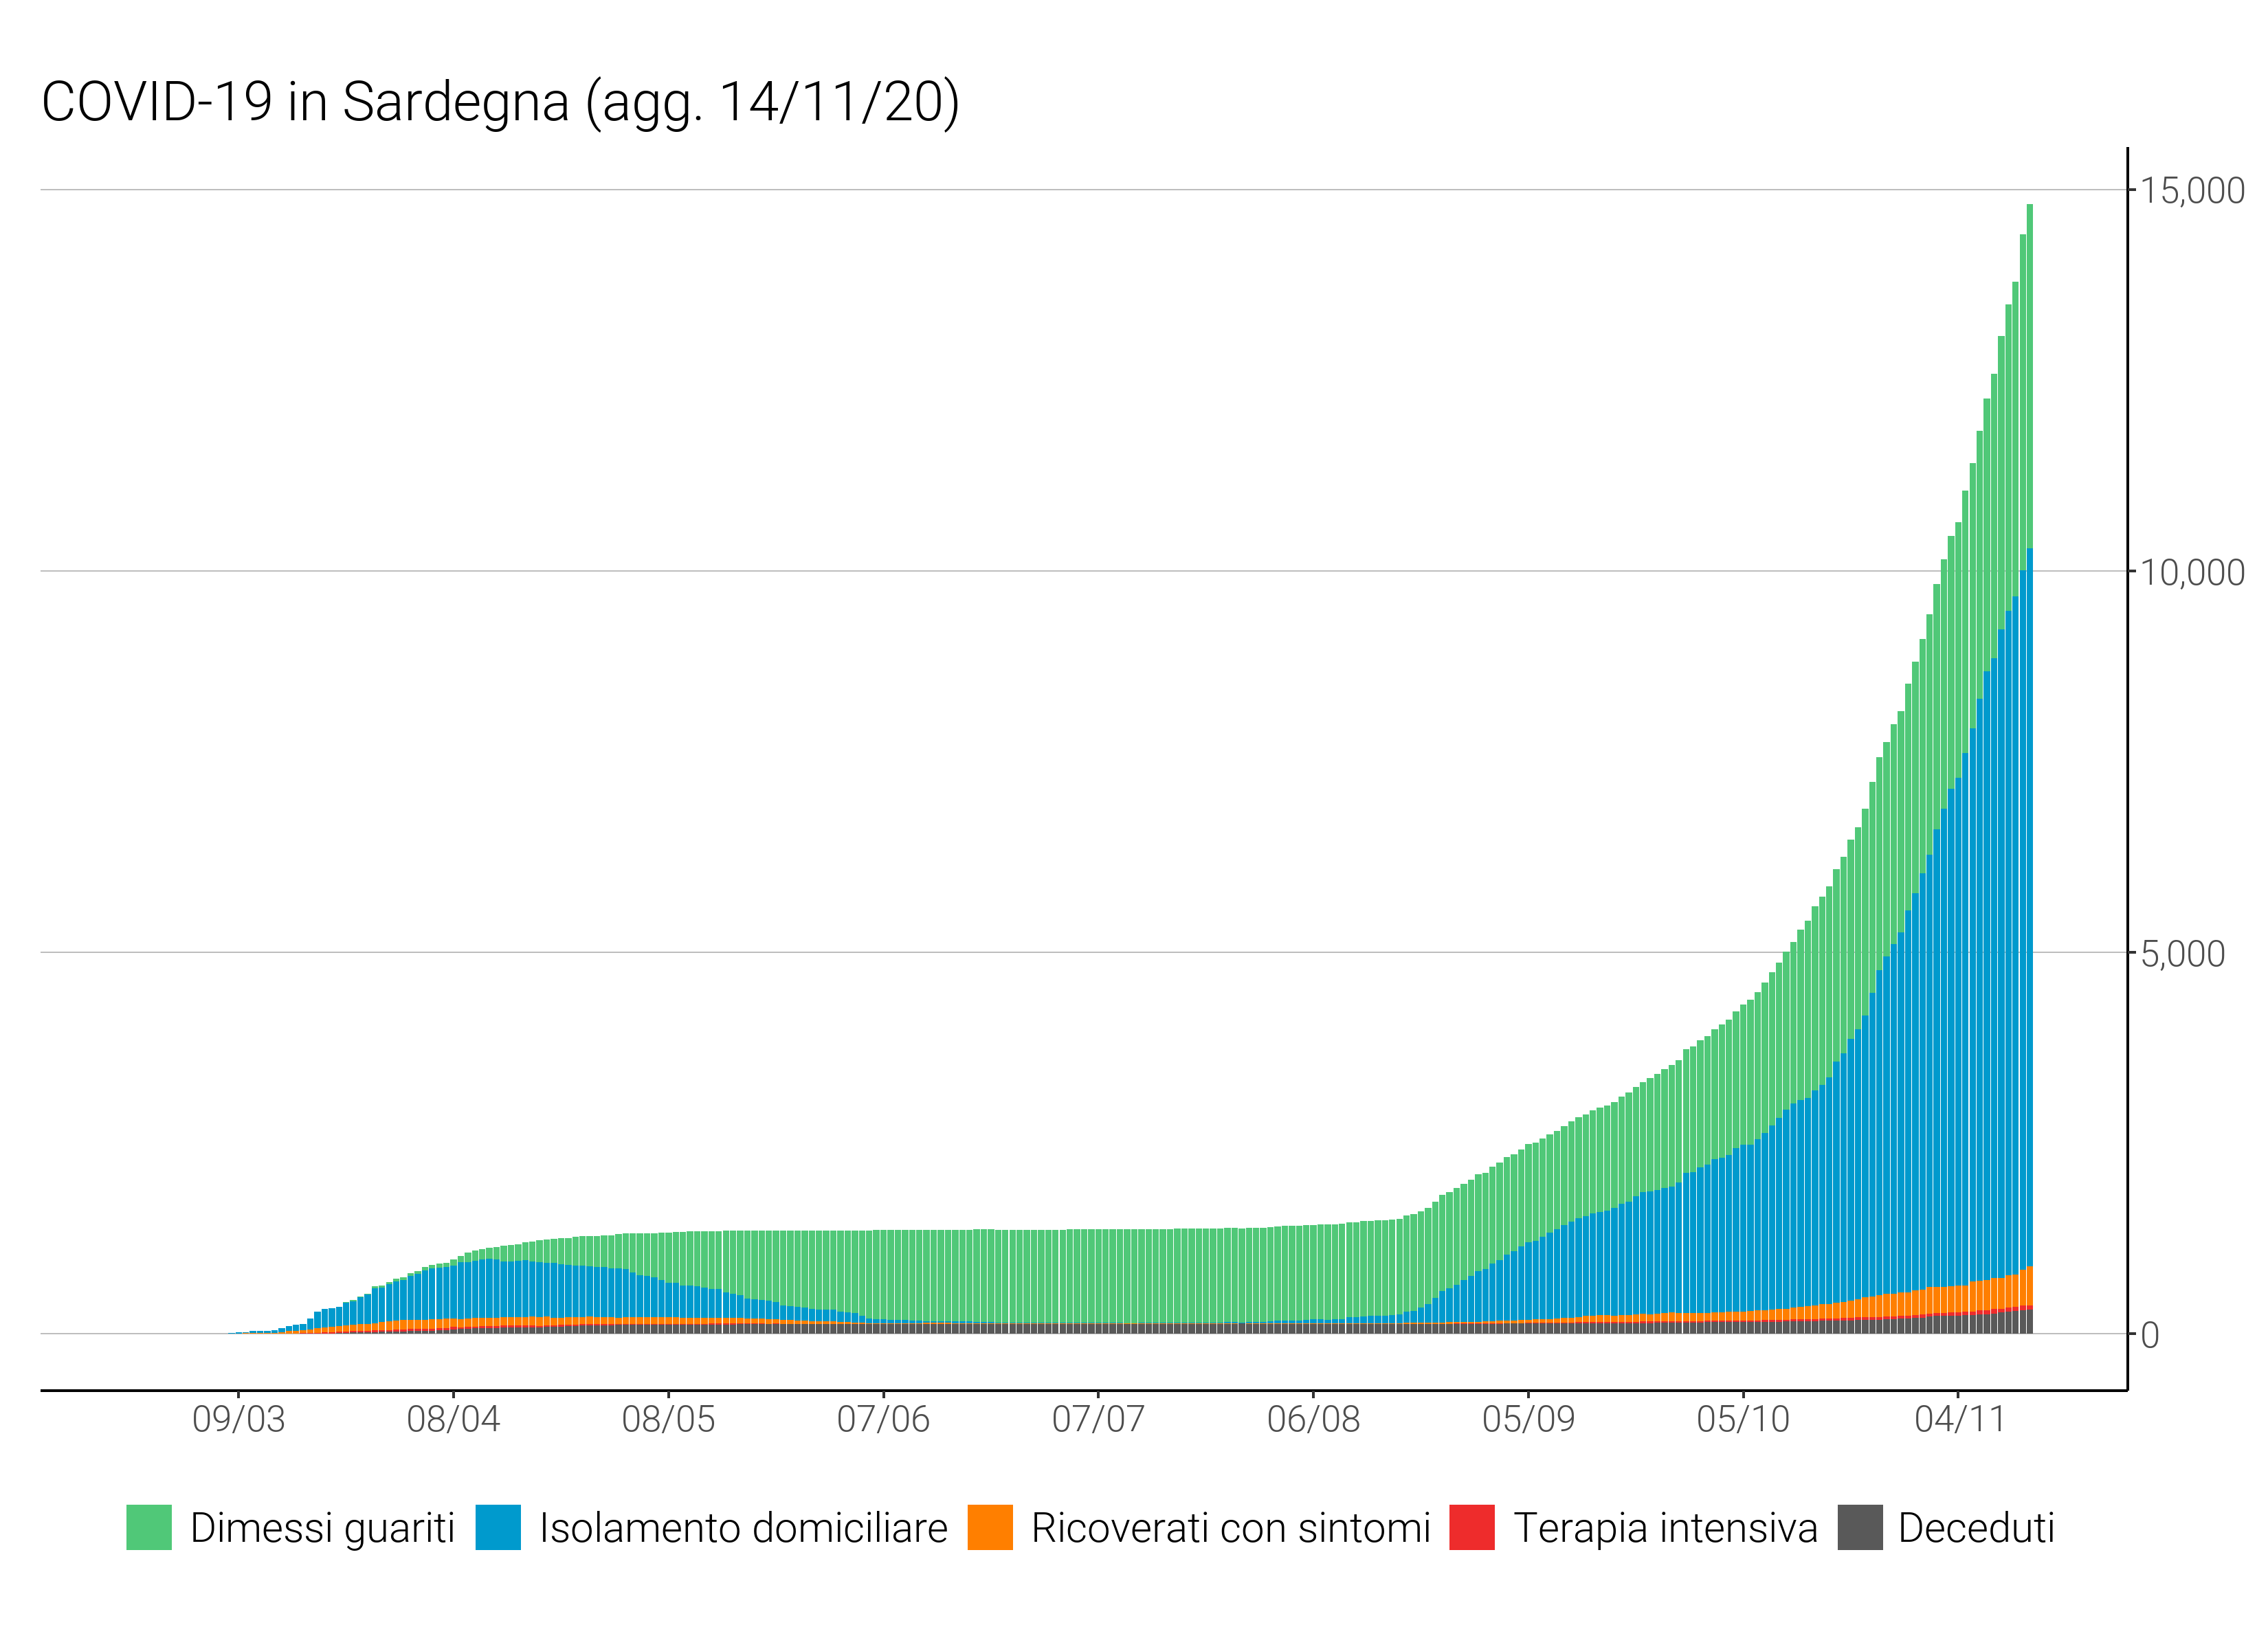 COVID-19 in Sardegna (agg. 14/11/20)
15,000
10,000
5,000
0
09/03 08/04 08/05 07/06 07/07 06/08 05/09 05/10 04/11
Dimessi guariti Isolamento domiciliare Ricoverati con sintomi Terapia intensiva Deceduti